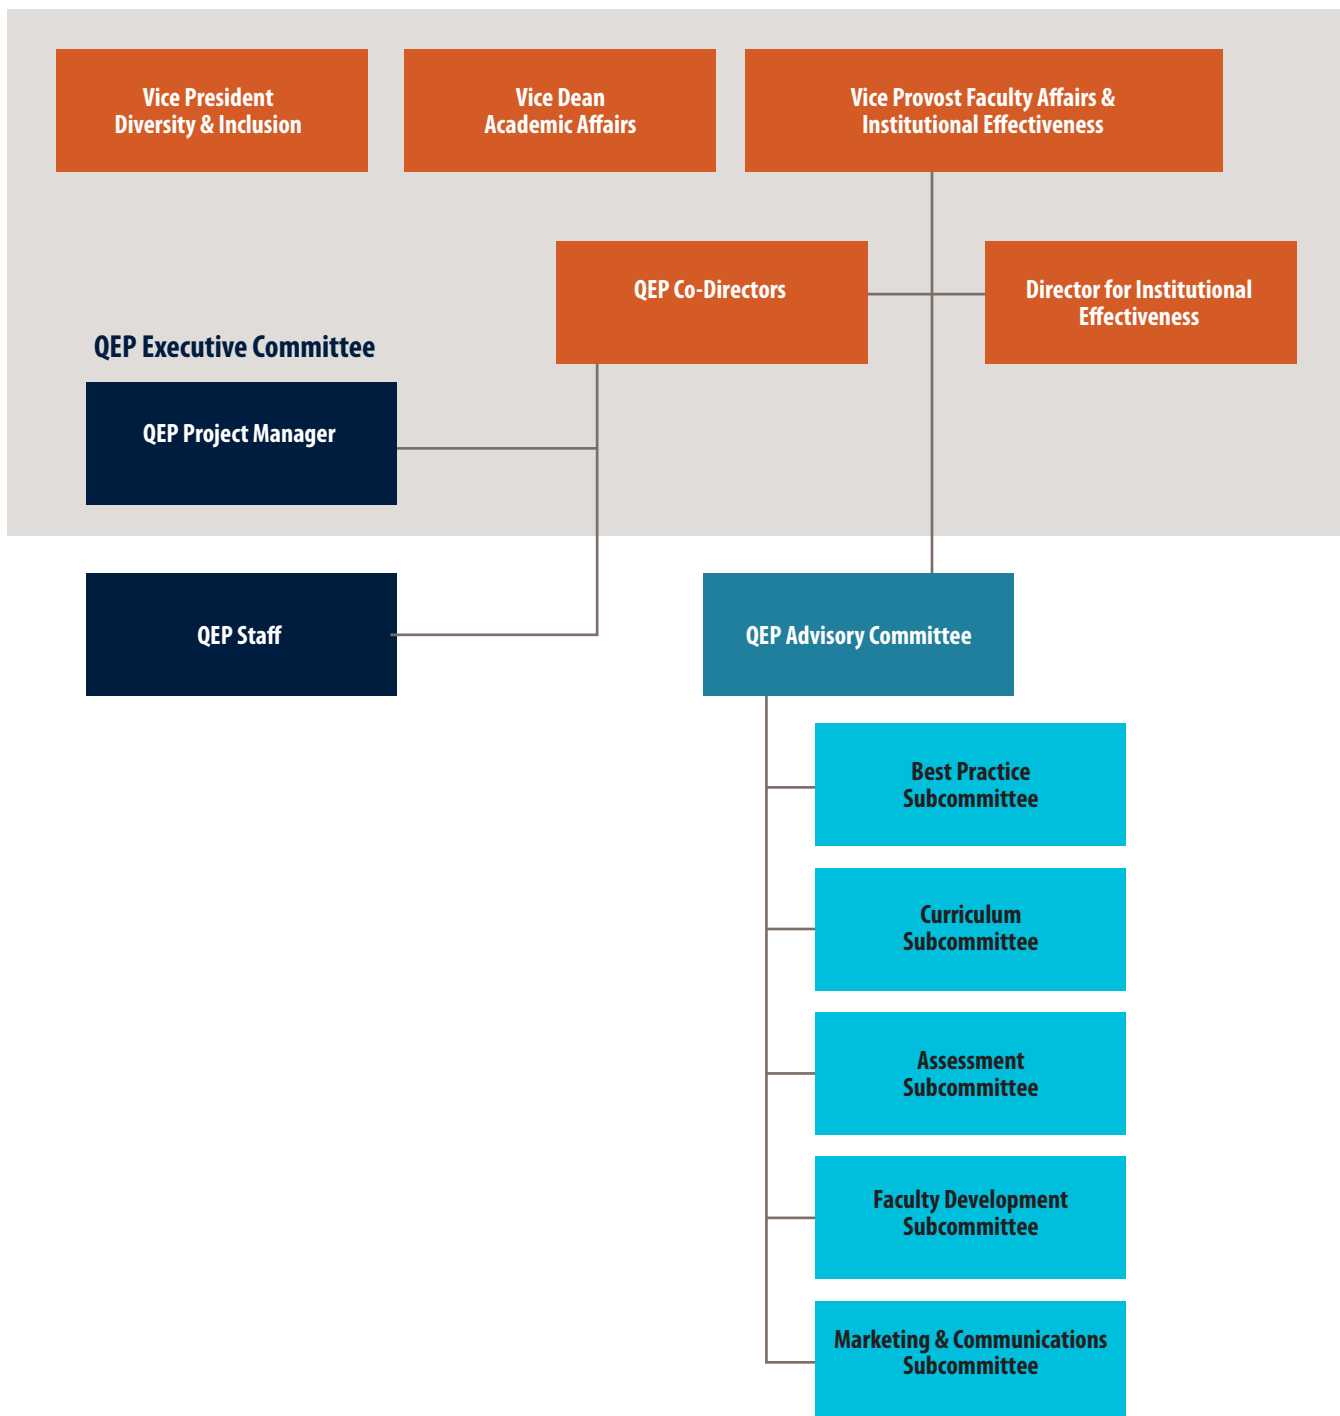 Vice President
Diversity & Inclusion
Vice Dean
Academic Affairs
Vice Provost Faculty Affairs &
Institutional Effectiveness
QEP Co-Directors
Director for Institutional
Effectiveness
QEP Executive Committee
QEP Project Manager
QEP Staff
QEP Advisory Committee
Best Practice
Subcommittee
Curriculum
Subcommittee
Assessment
Subcommittee
Faculty Development
Subcommittee
Marketing & Communications
Subcommittee